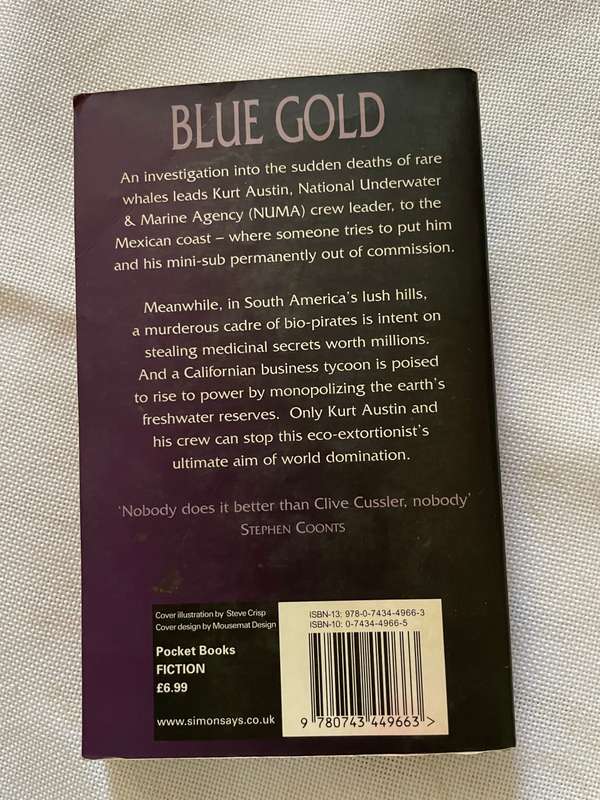 BLUE GOLD
An investigation into the sudden deaths of rare
whales leads Kurt Austin, National Underwater
& Marine Agency (NUMA) crew leader, to the
Mexican coast – where someone tries to put him
and his mini-sub permanently out of commission.
Meanwhile, in South America's lush hills,
a murderous cadre of bio-pirates is intent on
stealing medicinal secrets worth millions.
And a Californian business tycoon is poised
to rise to power by monopolizing the earth's
freshwater reserves. Only Kurt Austin and
his crew can stop this eco-extortionist's
ultimate aim of world domination.
'Nobody does it better than Clive Cussler, nobody'
STEPHEN COONTS
Cover illustration by Steve Crisp
Cover design by Mousemat Design
Pocket Books
FICTION
£6.99
www.simonsays.co.uk
ISBN-13: 978-0-7434-4966-3
ISBN-10: 0-7434-4966-5
9 780743 449663 >